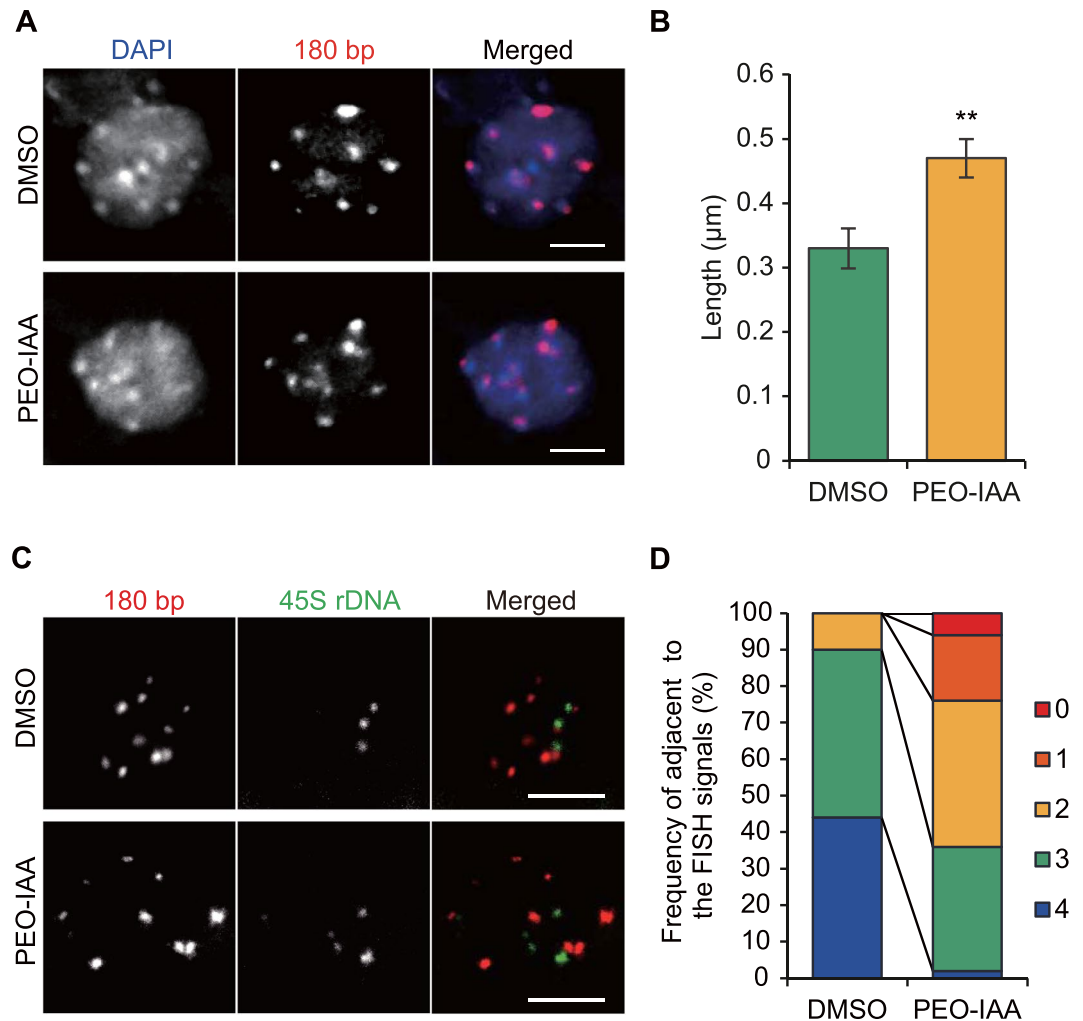 A
DAPI 180 bp Merged
DMSO
PEO-IAA
B
Length (μm)
0.6
0.5
0.4
0.3
0.2
0.1
0
**
DMSO PEO-IAA
C
180 bp 45S rDNA Merged
DMSO
PEO-IAA
D
Frequency of adjacent to
the FISH signals (%)
100
90
80
70
60
50
40
30
20
10
0
DMSO PEO-IAA
0
1
2
3
4